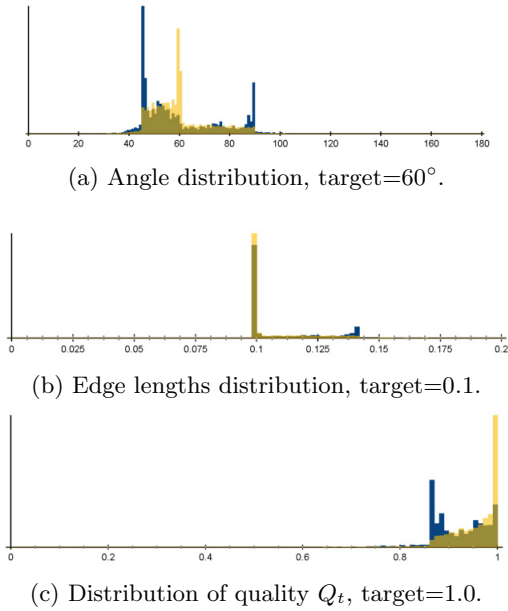 0 20 40 60 80 100 120 140 160 180
(a) Angle distribution, target=60°.
0 0.025 0.05 0.075 0.1 0.125 0.15 0.175 0.2
(b) Edge lengths distribution, target=0.1.
0 0.2 0.4 0.6 0.8 1
(c) Distribution of quality Qt, target=1.0.